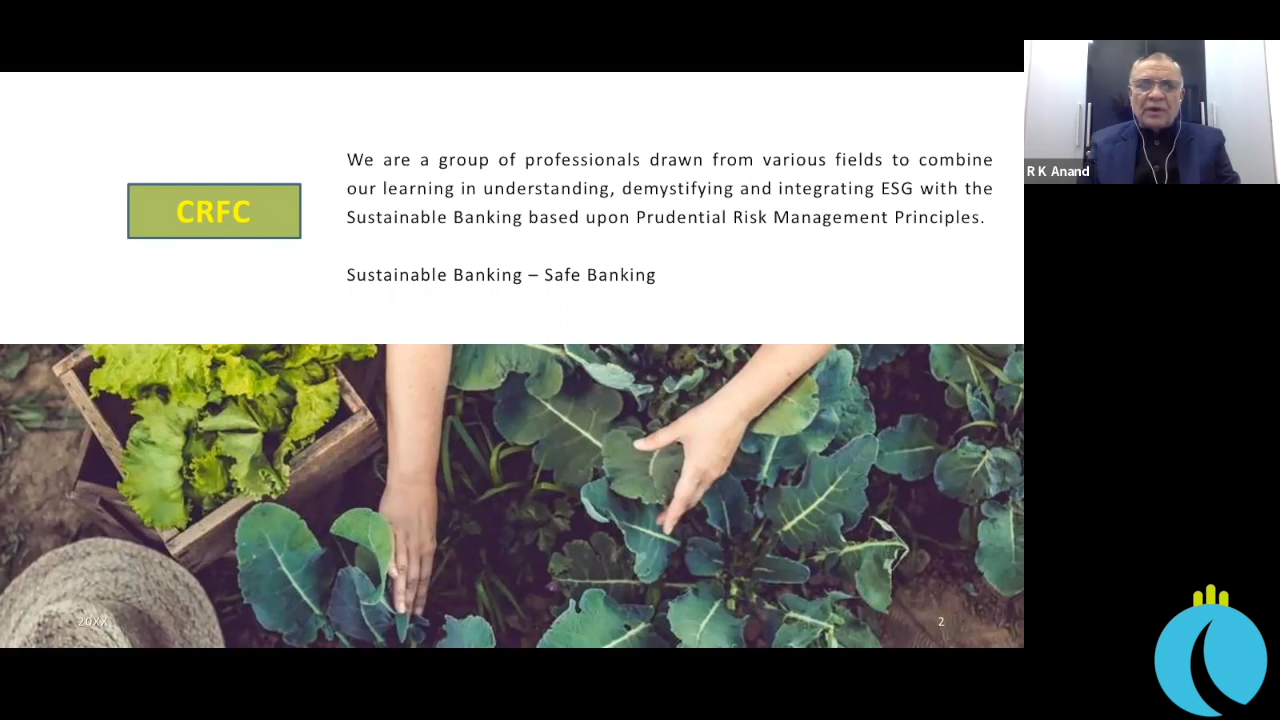 CRFC
We are a group of professionals drawn from various fields to combine
our learning in understanding, demystifying and integrating ESG with the
Sustainable Banking based upon Prudential Risk Management Principles.
Sustainable Banking – Safe Banking
20XX
2
R K Anand